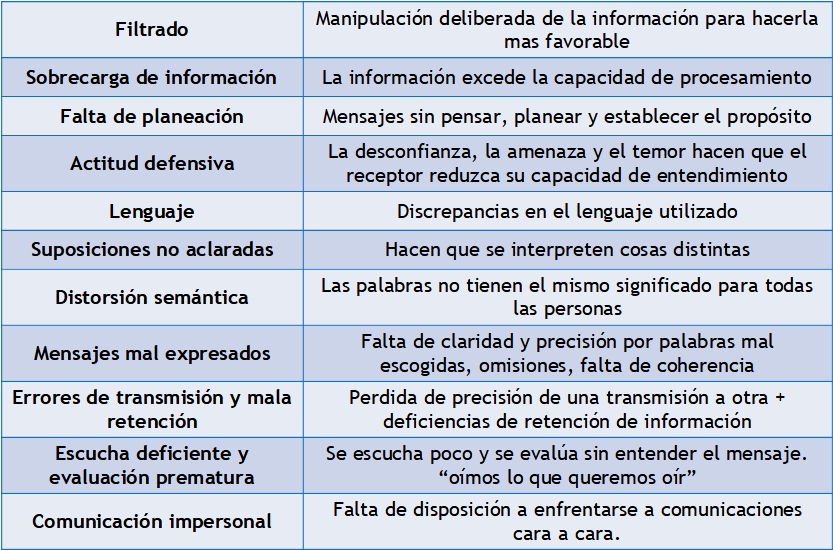 Filtrado
Manipulación deliberada de la información para hacerla
mas favorable
Sobrecarga de información
La información excede la capacidad de procesamiento
Falta de planeación
Mensajes sin pensar, planear y establecer el propósito
Actitud defensiva
La desconfianza, la amenaza y el temor hacen que el
receptor reduzca su capacidad de entendimiento
Lenguaje
Discrepancias en el lenguaje utilizado
Suposiciones no aclaradas
Hacen que se interpreten cosas distintas
Distorsión semántica
Las palabras no tienen el mismo significado para todas
las personas
Mensajes mal expresados
Falta de claridad y precisión por palabras mal
escogidas, omisiones, falta de coherencia
Errores de transmisión y mala
retención
Perdida de precisión de una transmisión a otra +
deficiencias de retención de información
Escucha deficiente y
evaluación prematura
Se escucha poco y se evalúa sin entender el mensaje.
“oímos lo que queremos oír”
Comunicación impersonal
Falta de disposición a enfrentarse a comunicaciones
cara a cara.